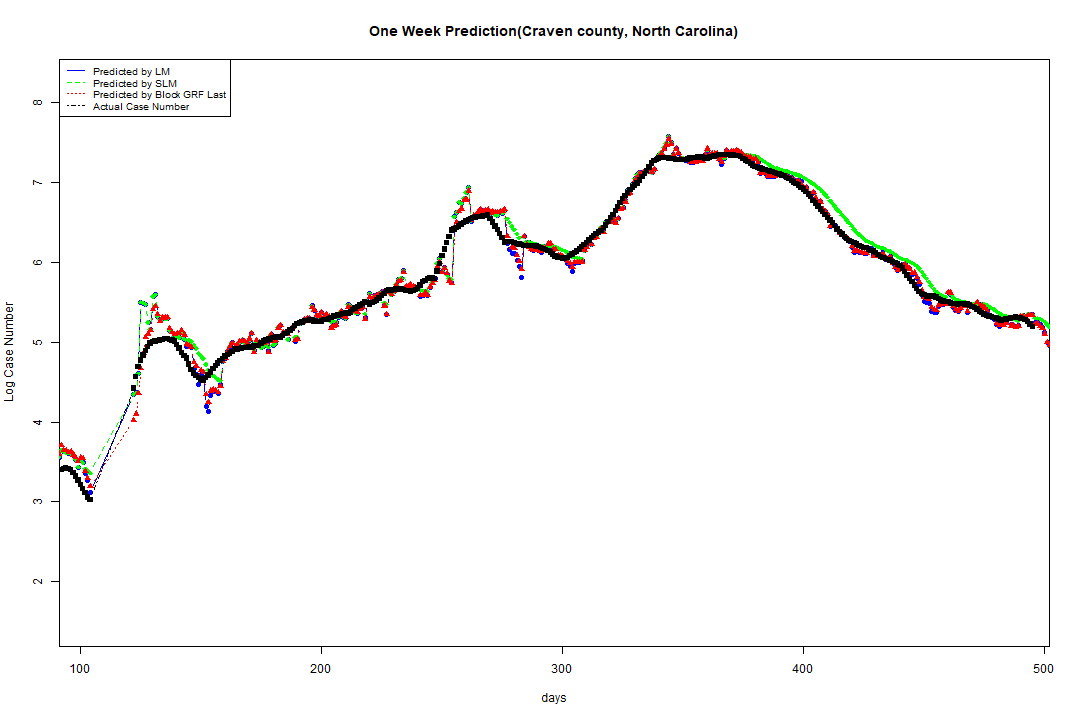 One Week Prediction(Craven county, North Carolina)
Predicted by LM
Predicted by SLM
Predicted by Block GRF Last
Actual Case Number
Log Case Number
8
7
6
5
4
3
2
100 200 300 400 500
days